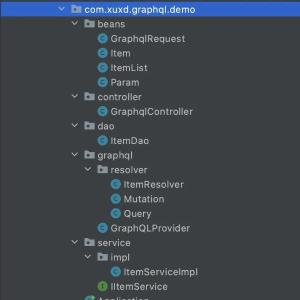 com.xuxd.graphql.demo
beans
GraphqlRequest
Item
ItemList
Param
controller
GraphqlController
dao
ItemDao
graphql
resolver
ItemResolver
Mutation
Query
GraphQLProvider
service
impl
ItemServiceImpl
IItemService
Application